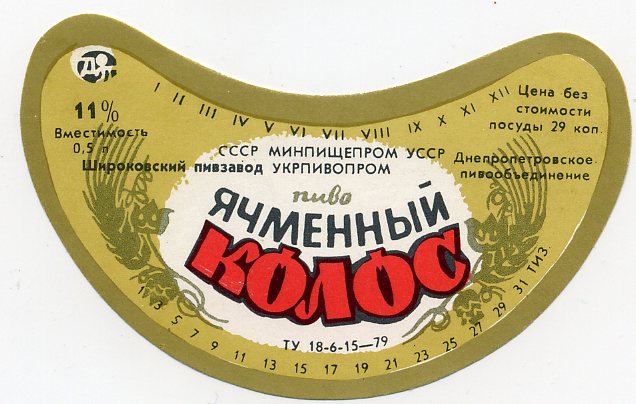 I II III IV V VI VII VIII IX X XI XII
11%
Вместимость
0,5 л
Цена без
стоимости
посуды 29 коп.
СССР МИНПИЩЕПРОМ УССР
Широковский пивзавод УКРПИВОПРОМ
Днепропетровское
пивообъединение
пиво
ЯЧМЕННЫЙ
КОЛОС
ТУ 18-6-15—79
1 3 5 7 9 11 13 15 17 19 21 23 25 27 29 31 ТИЗ.